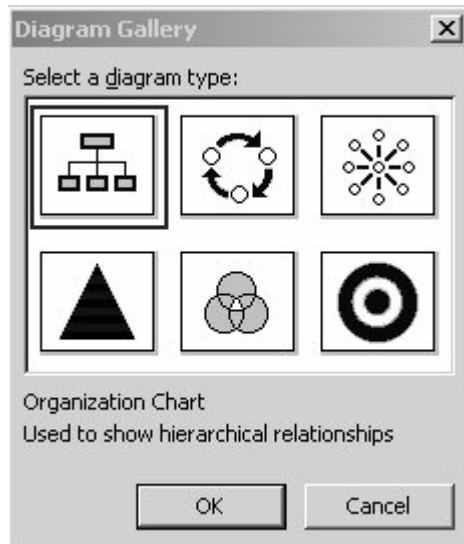 Diagram Gallery
Select a diagram type:
Organization Chart
Used to show hierarchical relationships
OK
Cancel